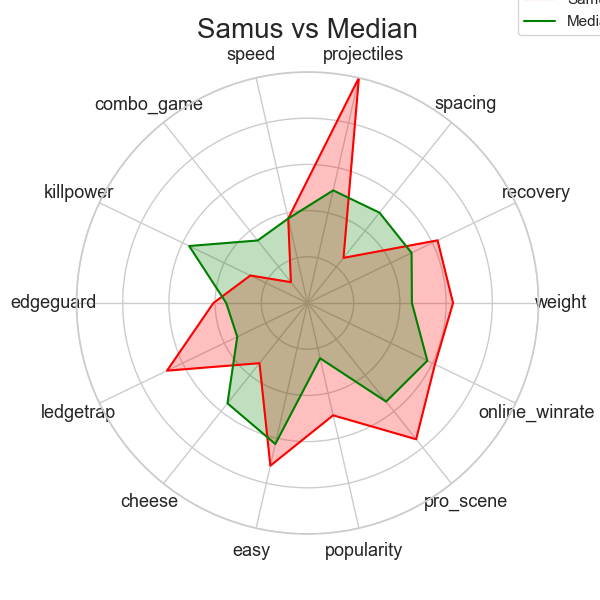 Samus vs Median
speed
projectiles
combo_game
spacing
killpower
recovery
edgeguard
weight
ledgetrap
online_winrate
cheese
pro_scene
easy
popularity